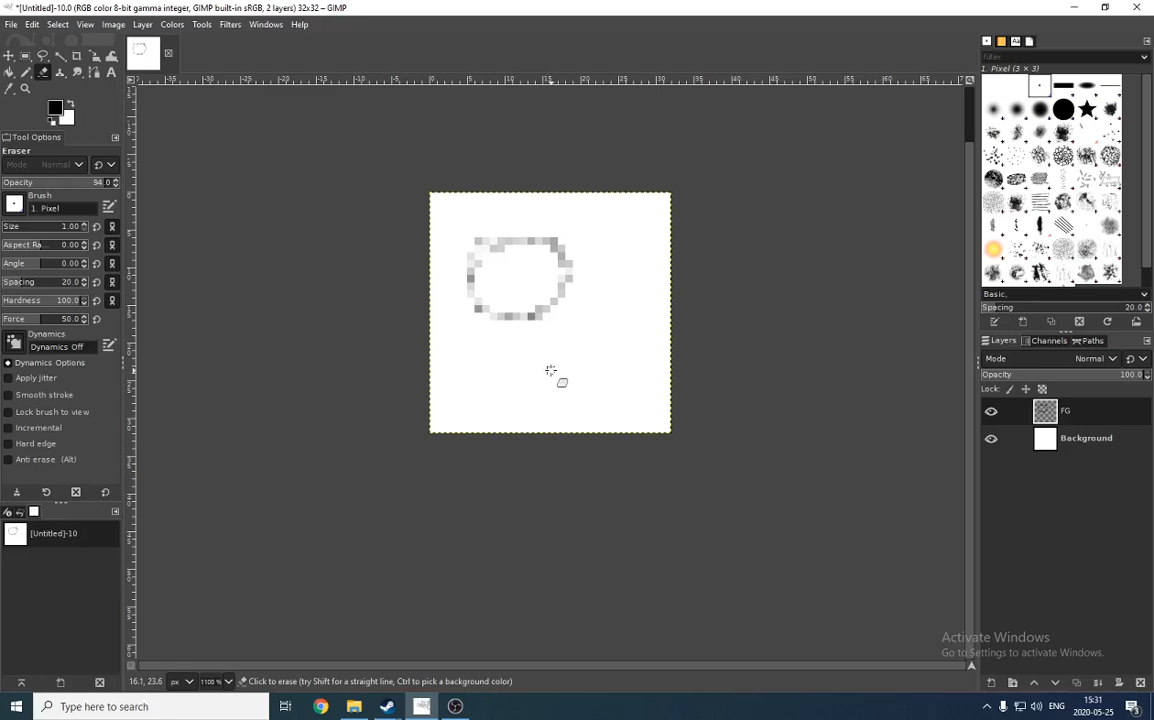 *[Untitled]-10.0 (RGB color 8-bit gamma integer, GIMP built-in sRGB, 2 layers) 32x32 – GIMP
File Edit Select View Image Layer Colors Tools Filters Windows Help
filter
1. Pixel (3 × 3)
Tool Options
Eraser
Mode Normal
Opacity 94.0
Brush
1. Pixel
Size 1.00
Aspect Ra... 0.00
Angle 0.00
Spacing 20.0
Hardness 100.0
Force 50.0
Dynamics
Dynamics Off
Dynamics Options
Apply Jitter
Smooth stroke
Lock brush to view
Incremental
Hard edge
Anti erase (Alt)
[Untitled]-10
Basic,
Spacing 20.0
Layers Channels Paths
Mode Normal
Opacity 100.0
Lock:
FG
Background
Activate Windows
Go to Settings to activate Windows.
16.1, 23.6 px 1100 % Click to erase (try Shift for a straight line, Ctrl to pick a background color)
Type here to search
ENG
15:31
2020-05-25
3